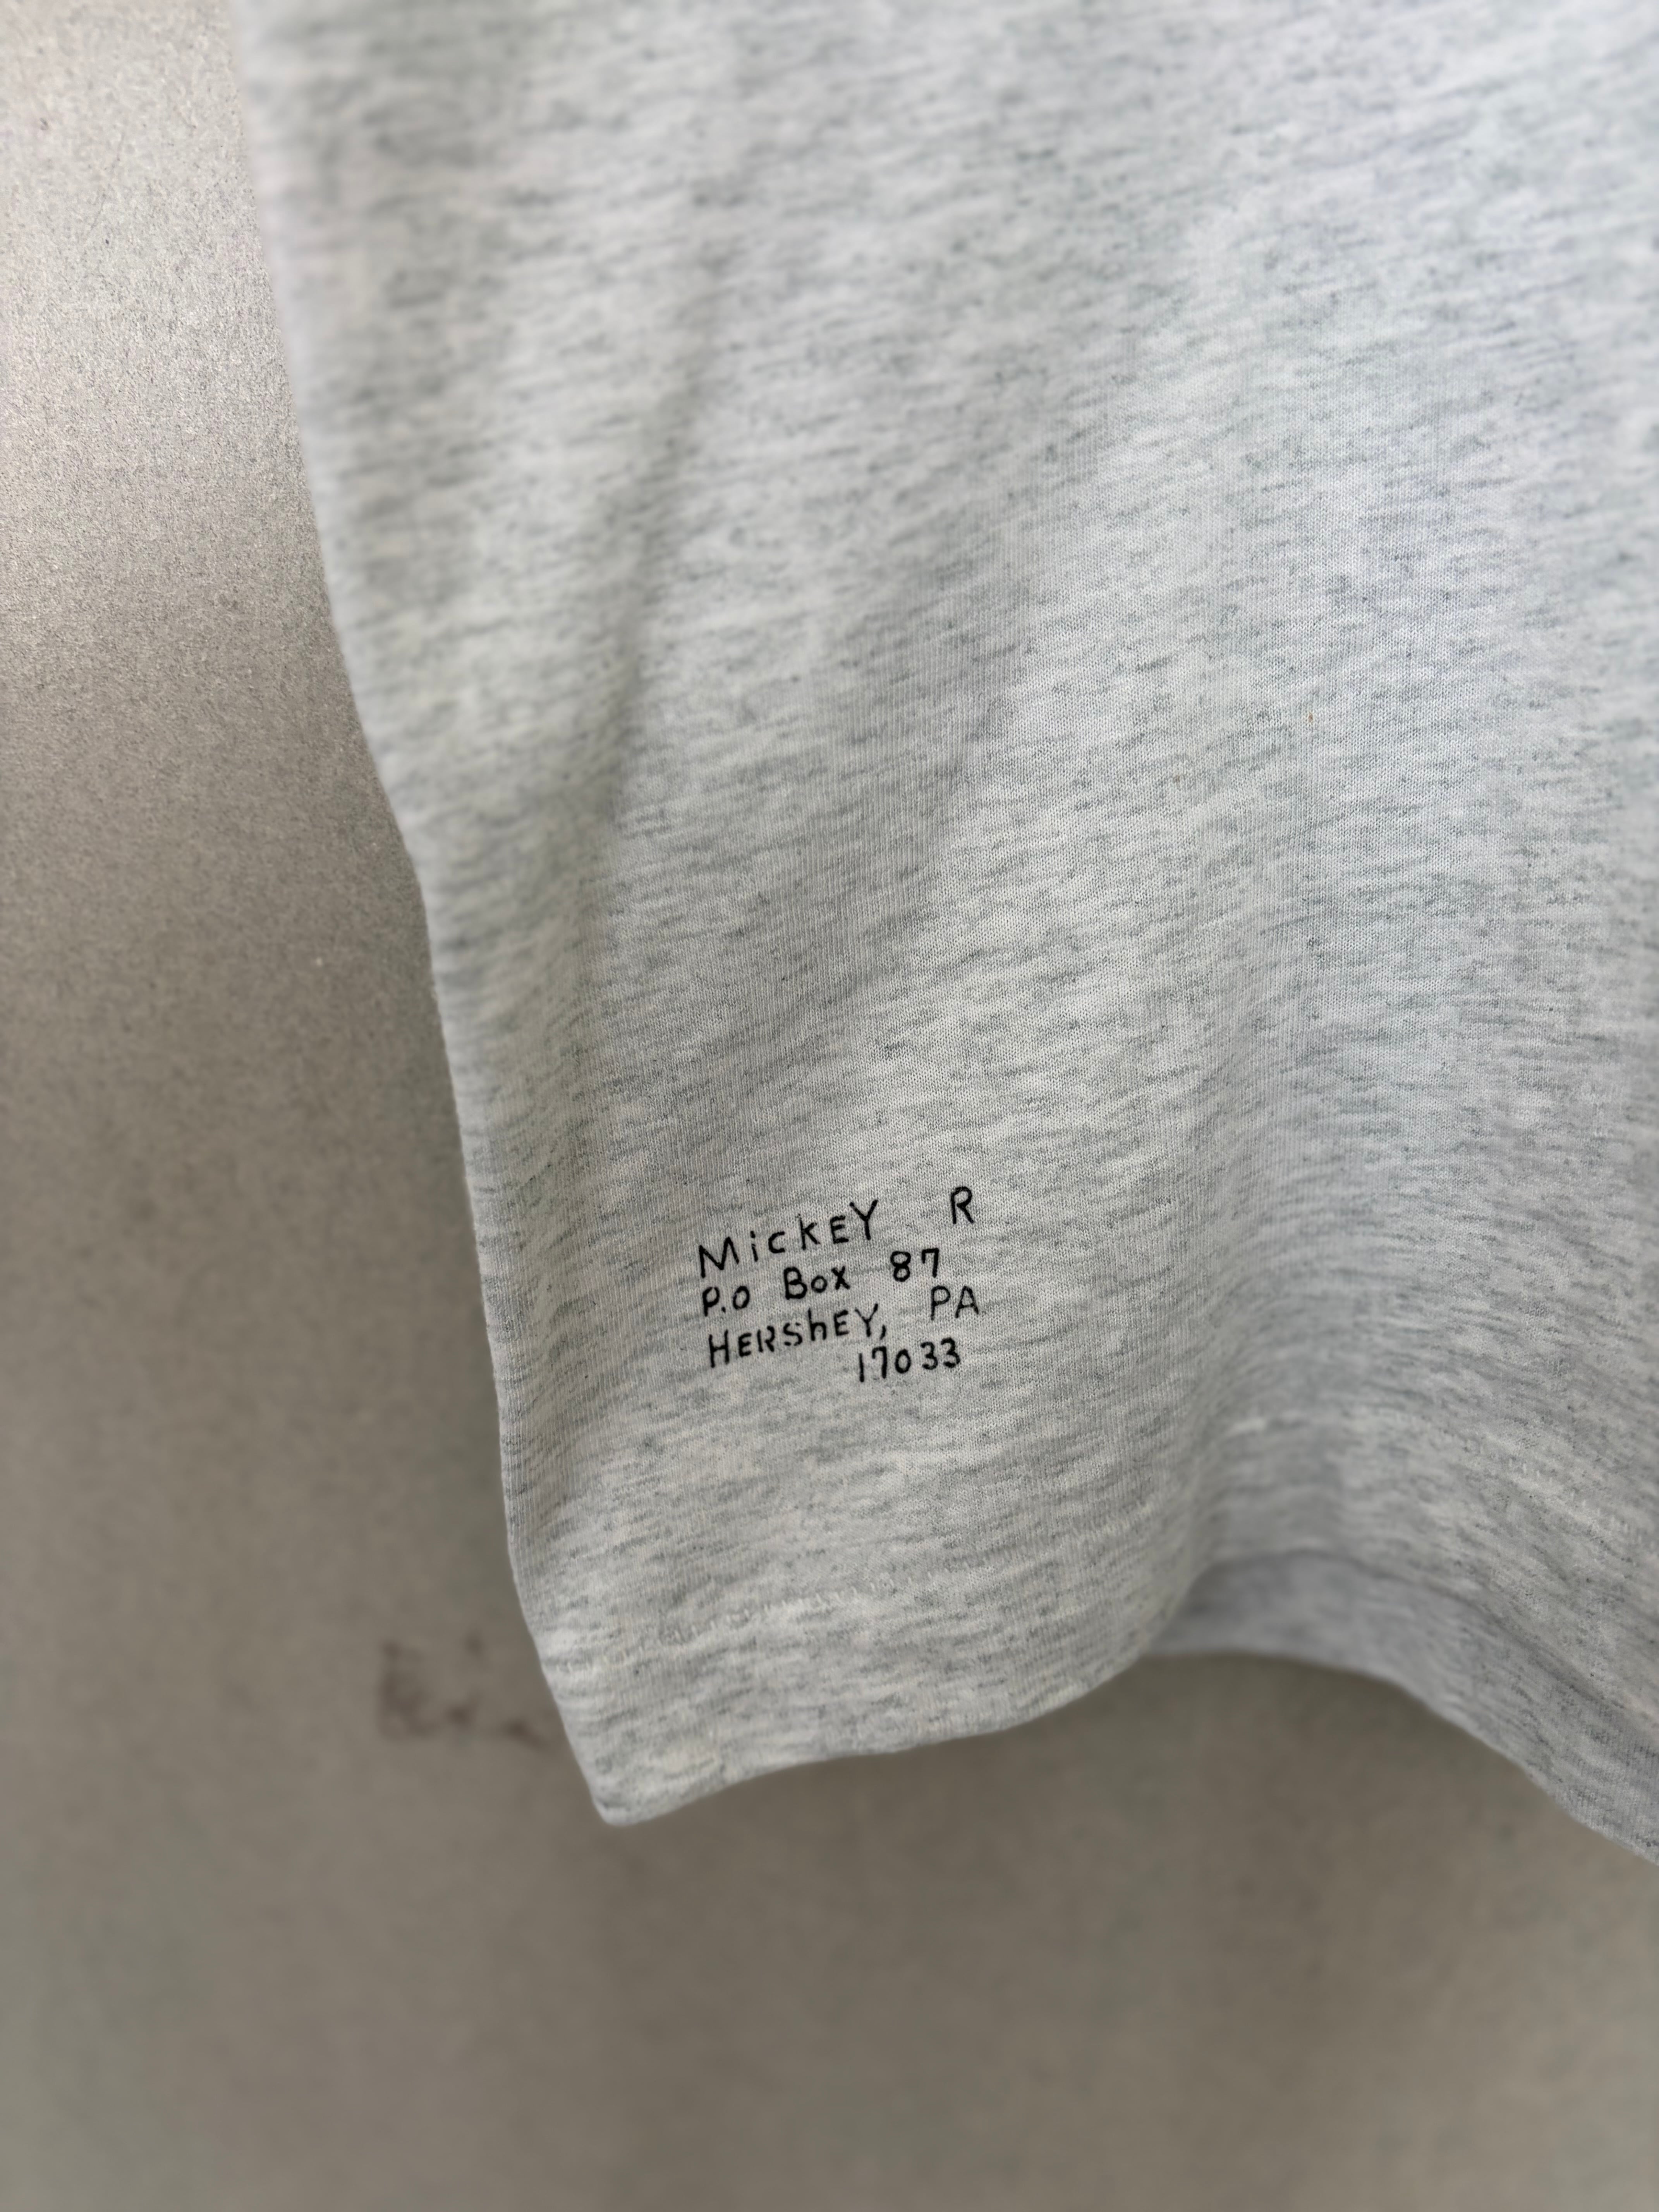 MicKEY R
P.O Box 87
HERShEY, PA
17033